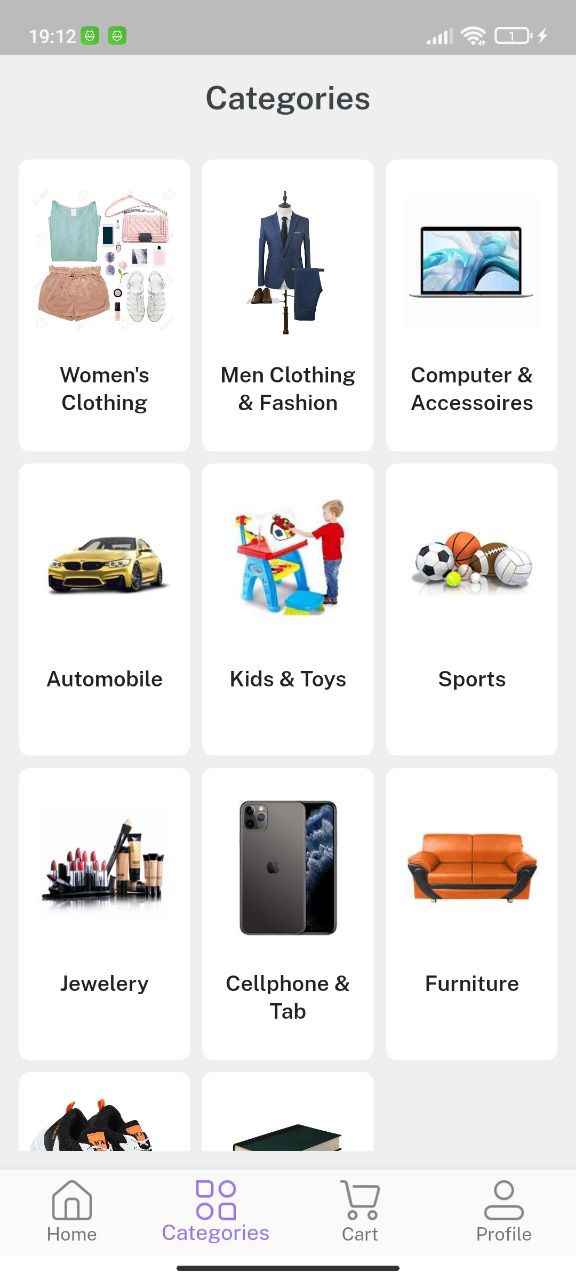 19:12
1
Categories
Women's
Clothing
Men Clothing
& Fashion
Computer &
Accessoires
Automobile
Kids & Toys
Sports
Jewelery
Cellphone &
Tab
Furniture
Home
Categories
Cart
Profile